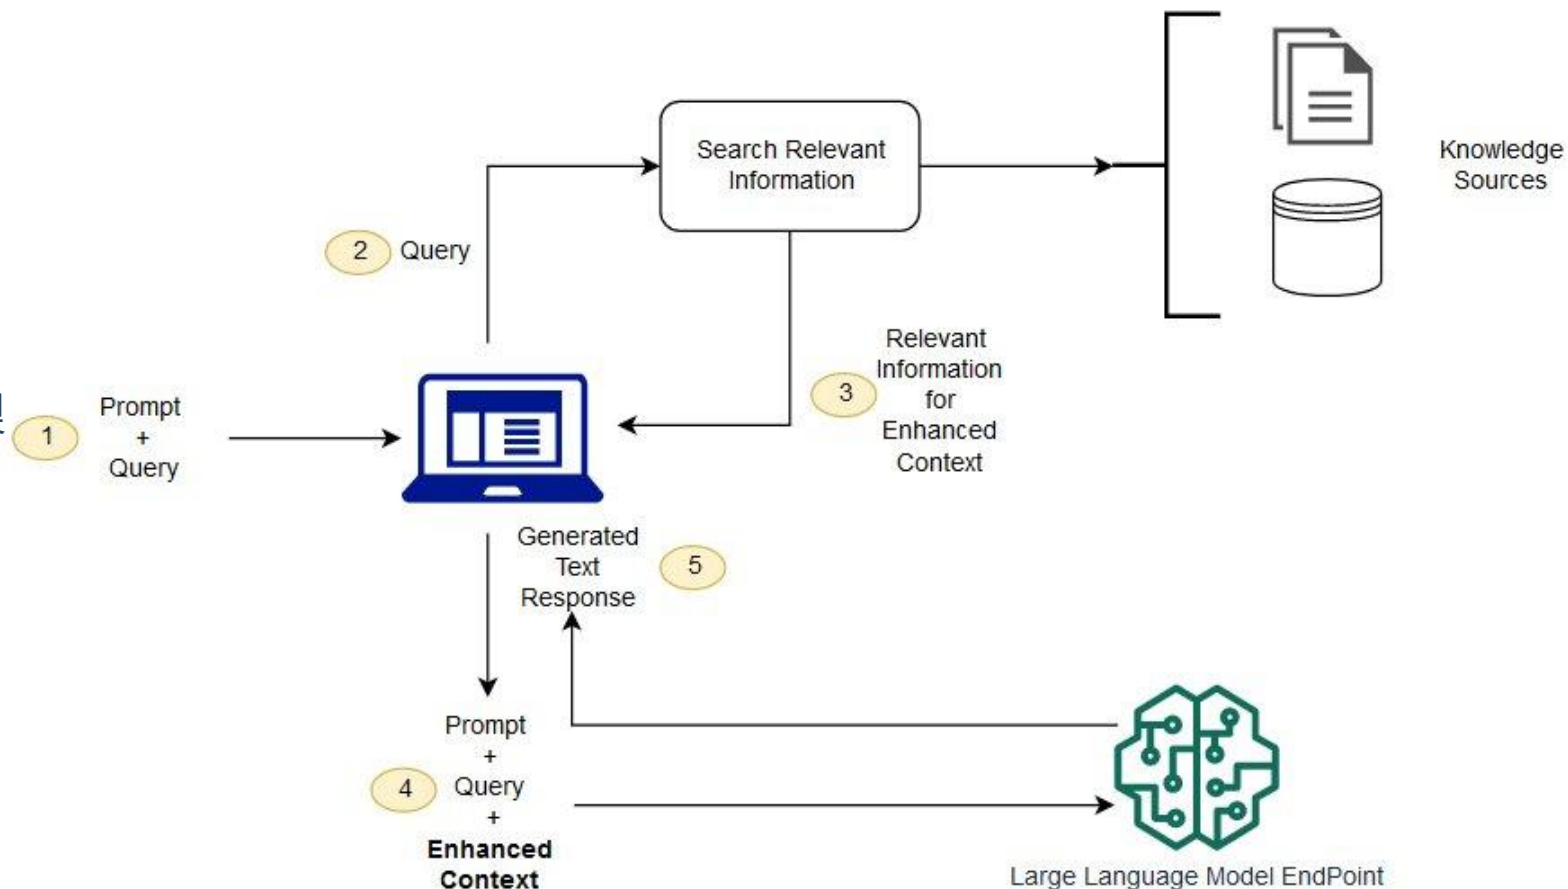 Search Relevant
Information
Knowledge
Sources
2 Query
Relevant
Information
for
Enhanced
Context
3
1
Prompt
+
Query
Generated
Text
Response
5
Prompt
+
Query
+
Enhanced
Context
4
Large Language Model EndPoint